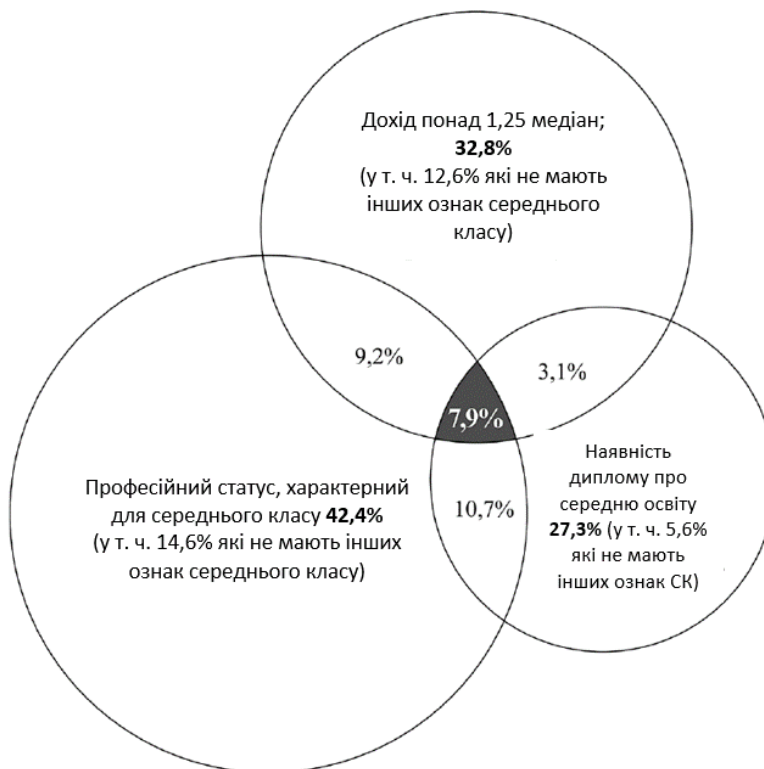 Дохід понад 1,25 медіан;
32,8%
(у т. ч. 12,6% які не мають
інших ознак середнього
класу)
9,2%
3,1%
7,9%
Професійний статус, характерний
для середнього класу 42,4%
(у т. ч. 14,6% які не мають інших
ознак середнього класу)
10,7%
Наявність
диплому про
середню освіту
27,3% (у т. ч. 5,6%
які не мають
інших ознак СК)